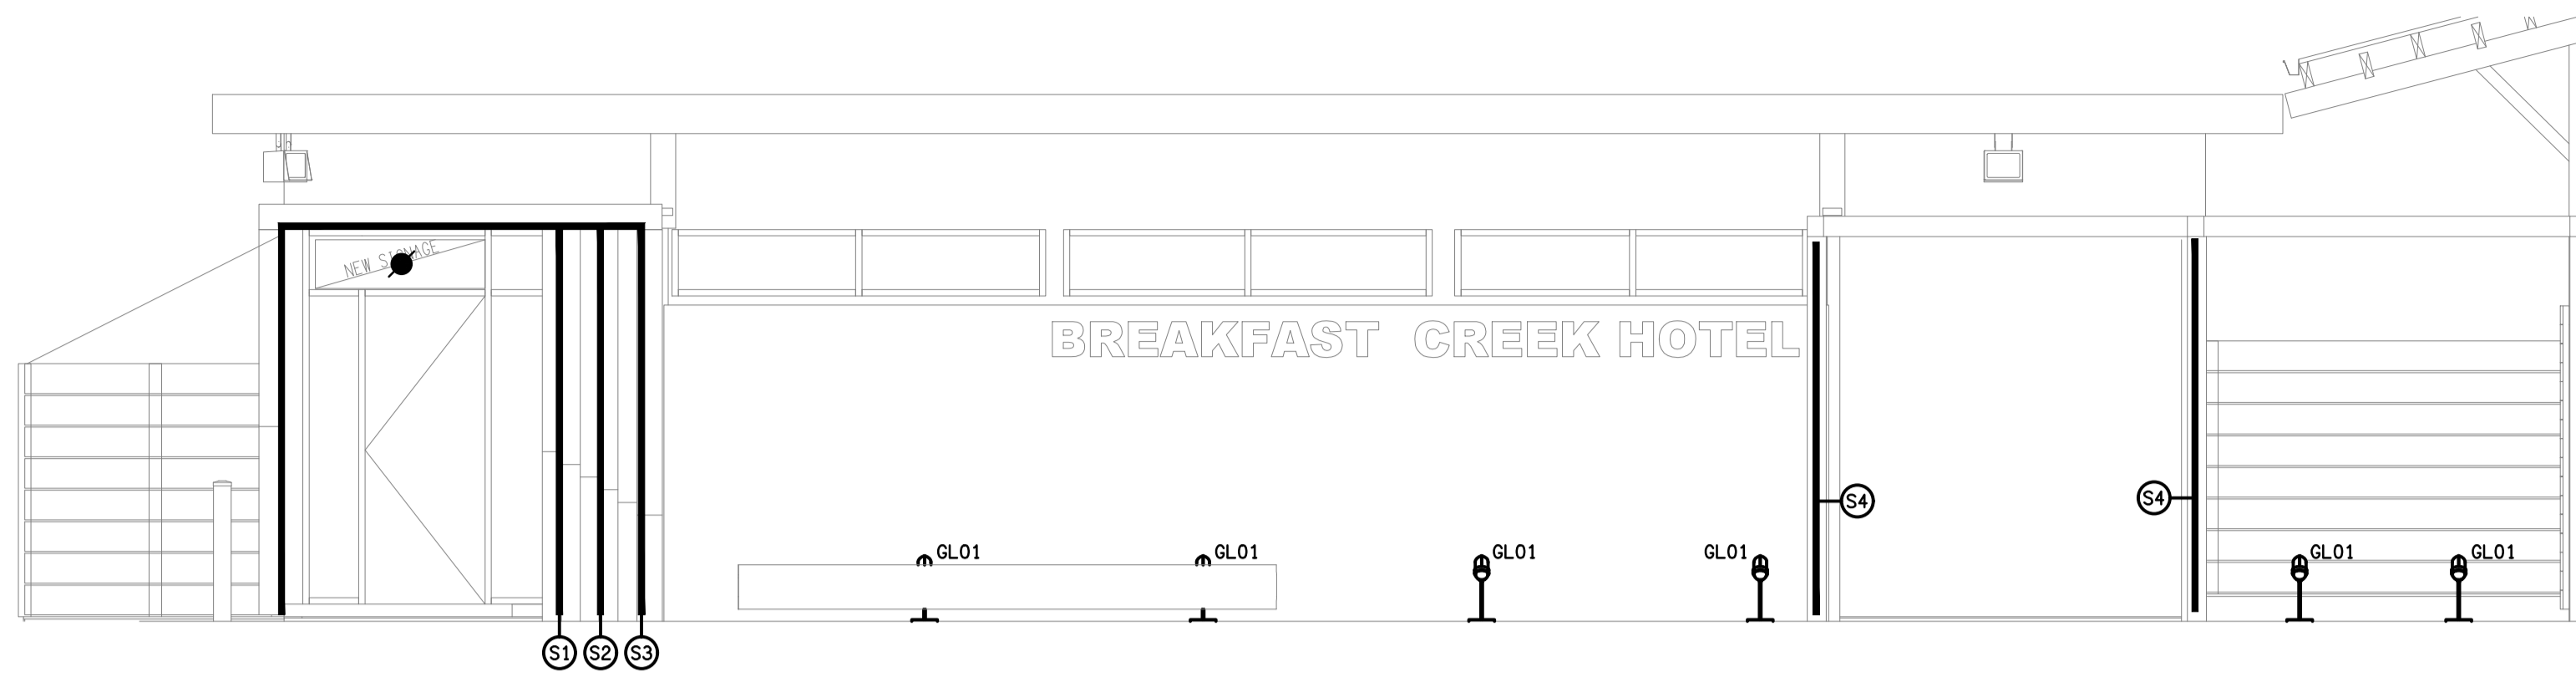 NEW SIGNAGE
BREAKFAST CREEK HOTEL
S4
S4
GL01
GL01
GL01
GL01
GL01
GL01
S1
S2
S3